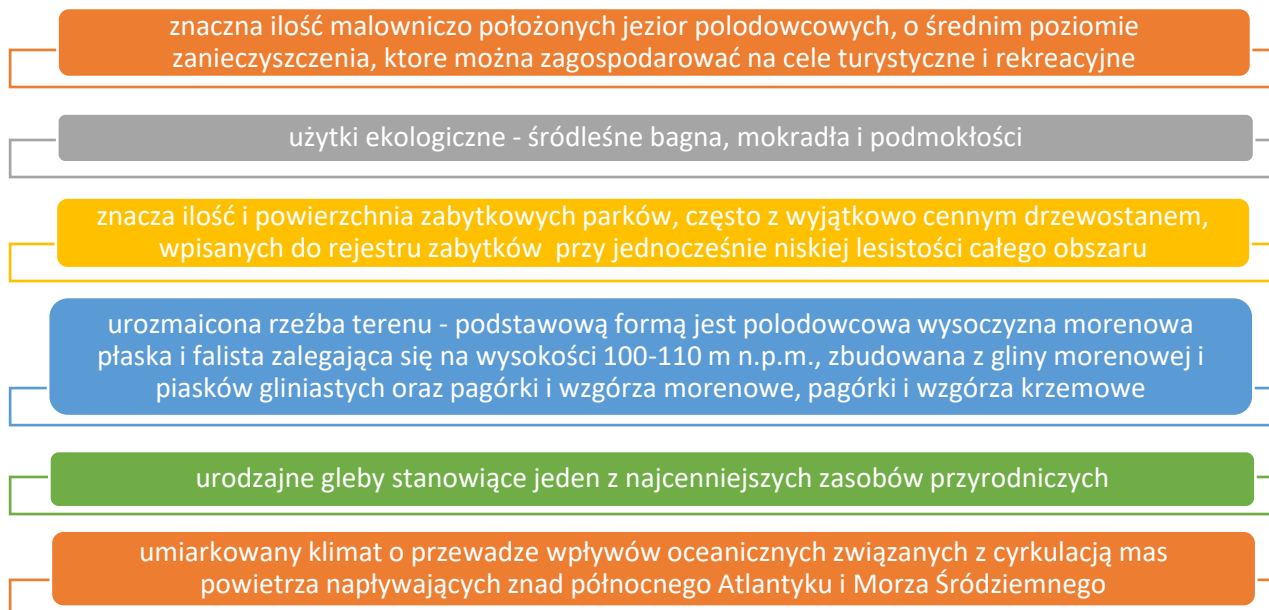 znaczna ilość malowniczo położonych jezior polodowcowych, o średnim poziomie
zanieczyszczenia, ktore można zagospodarować na cele turystyczne i rekreacyjne
użytki ekologiczne - śródleśne bagna, mokradła i podmokłości
znacza ilość i powierzchnia zabytkowych parków, często z wyjątkowo cennym drzewostanem,
wpisanych do rejestru zabytków przy jednocześnie niskiej lesistości całego obszaru
urozmaicona rzeźba terenu - podstawową formą jest polodowcowa wysoczyzna morenowa
płaska i falista zalegająca się na wysokości 100-110 m n.p.m., zbudowana z gliny morenowej i
piasków gliniastych oraz pagórki i wzgórza morenowe, pagórki i wzgórza krzemowe
urodzajne gleby stanowiące jeden z najcenniejszych zasobów przyrodniczych
umiarkowany klimat o przewadze wpływów oceanicznych związanych z cyrkulacją mas
powietrza napływających znad północnego Atlantyku i Morza Śródziemnego